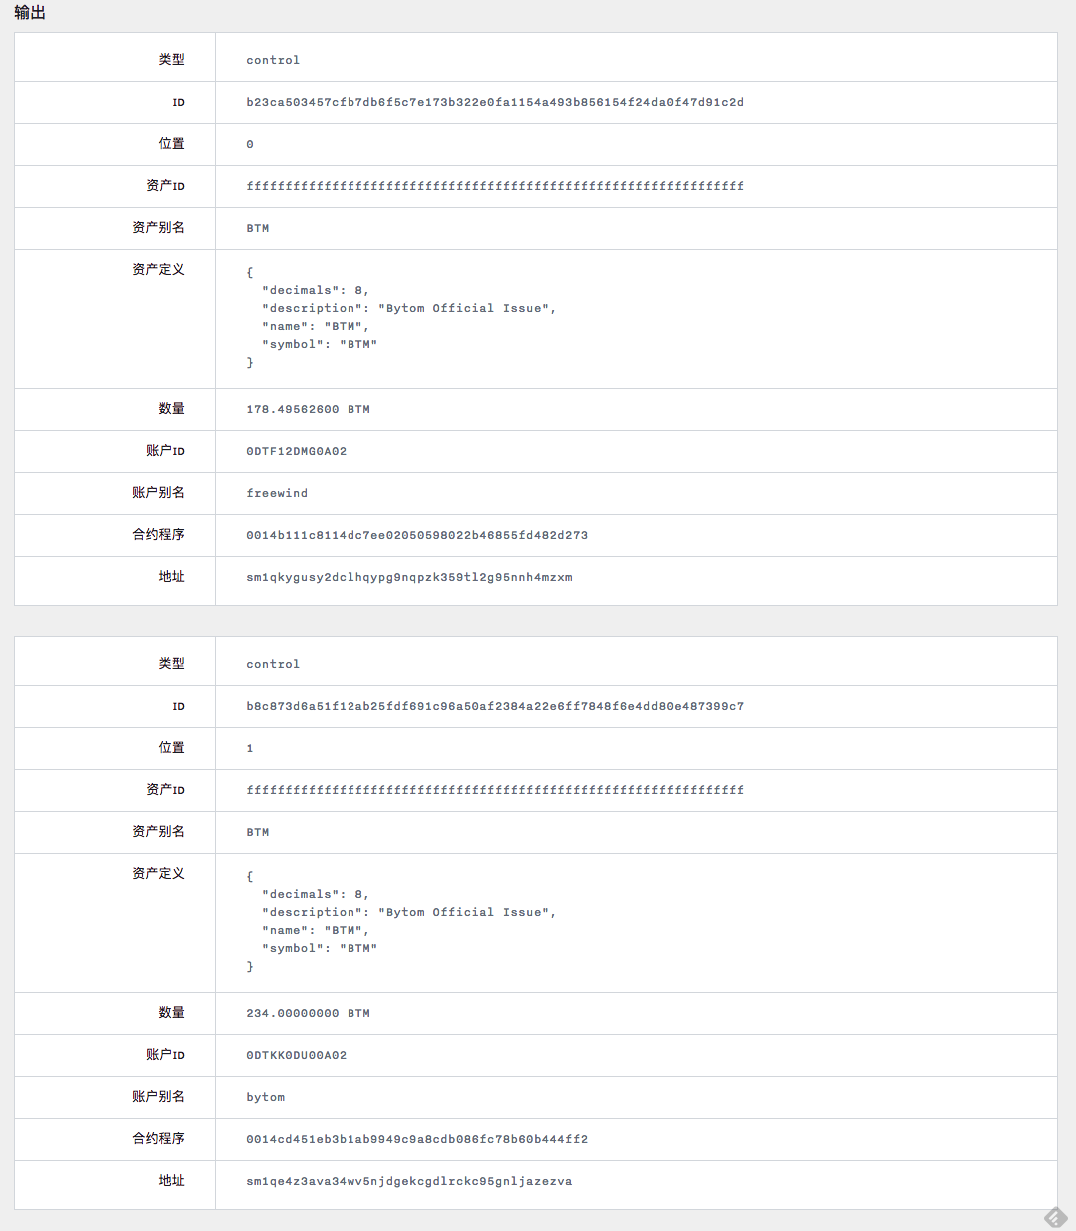 输出
类型 control
ID b23ca503457cfb7db6f5c7e173b322e0fa1154a493b856154f24da0f47d91c2d
位置 0
资产ID ffffffffffffffffffffffffffffffffffffffffffffffffffffffffffffffff
资产别名 BTM
资产定义 {
"decimals": 8,
"description": "Bytom Official Issue",
"name": "BTM",
"symbol": "BTM"
}
数量 178.49562600 BTM
账户ID 0DTF12DMG0A02
账户别名 freewind
合约程序 0014b111c8114dc7ee02050598022b46855fd482d273
地址 sm1qkygusy2dclhqypg9nqpzk359tl2g95nnh4mzxm
类型 control
ID b8c873d6a51f12ab25fdf691c96a50af2384a22e6ff7848f6e4dd80e487399c7
位置 1
资产ID ffffffffffffffffffffffffffffffffffffffffffffffffffffffffffffffff
资产别名 BTM
资产定义 {
"decimals": 8,
"description": "Bytom Official Issue",
"name": "BTM",
"symbol": "BTM"
}
数量 234.00000000 BTM
账户ID 0DTKK0DU00A02
账户别名 bytom
合约程序 0014cd451eb3b1ab9949c9a8cdb086fc78b60b444ff2
地址 sm1qe4z3ava34wv5njdgekcgdlrckc95gnljazezva